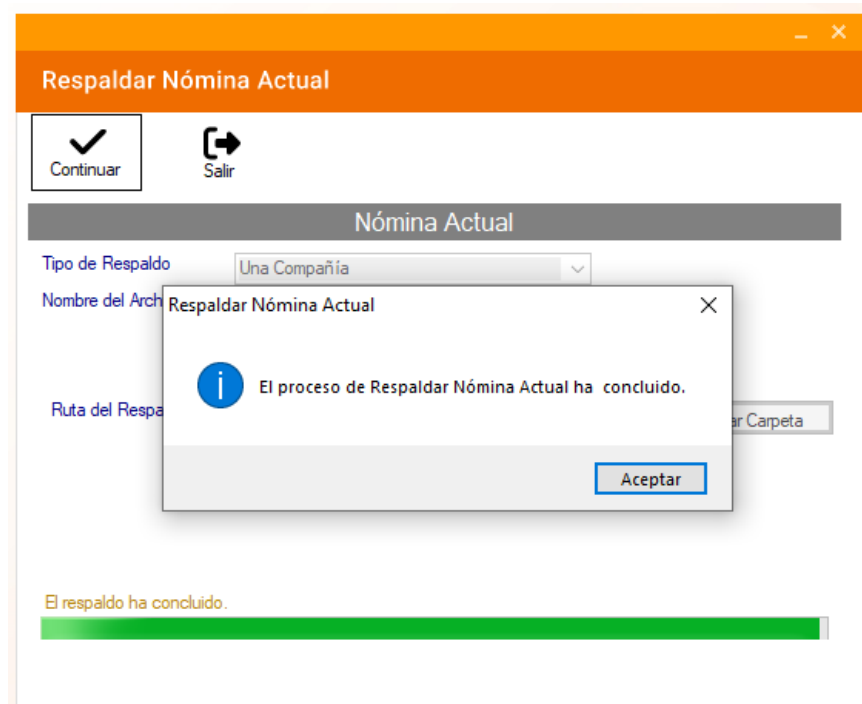 Respaldar Nómina Actual
Continuar
Salir
Nómina Actual
Tipo de Respaldo
Una Compañía
Nombre del Arch
Respaldar Nómina Actual
El proceso de Respaldar Nómina Actual ha concluido.
Ruta del Respa
ar Carpeta
Aceptar
El respaldo ha concluido.